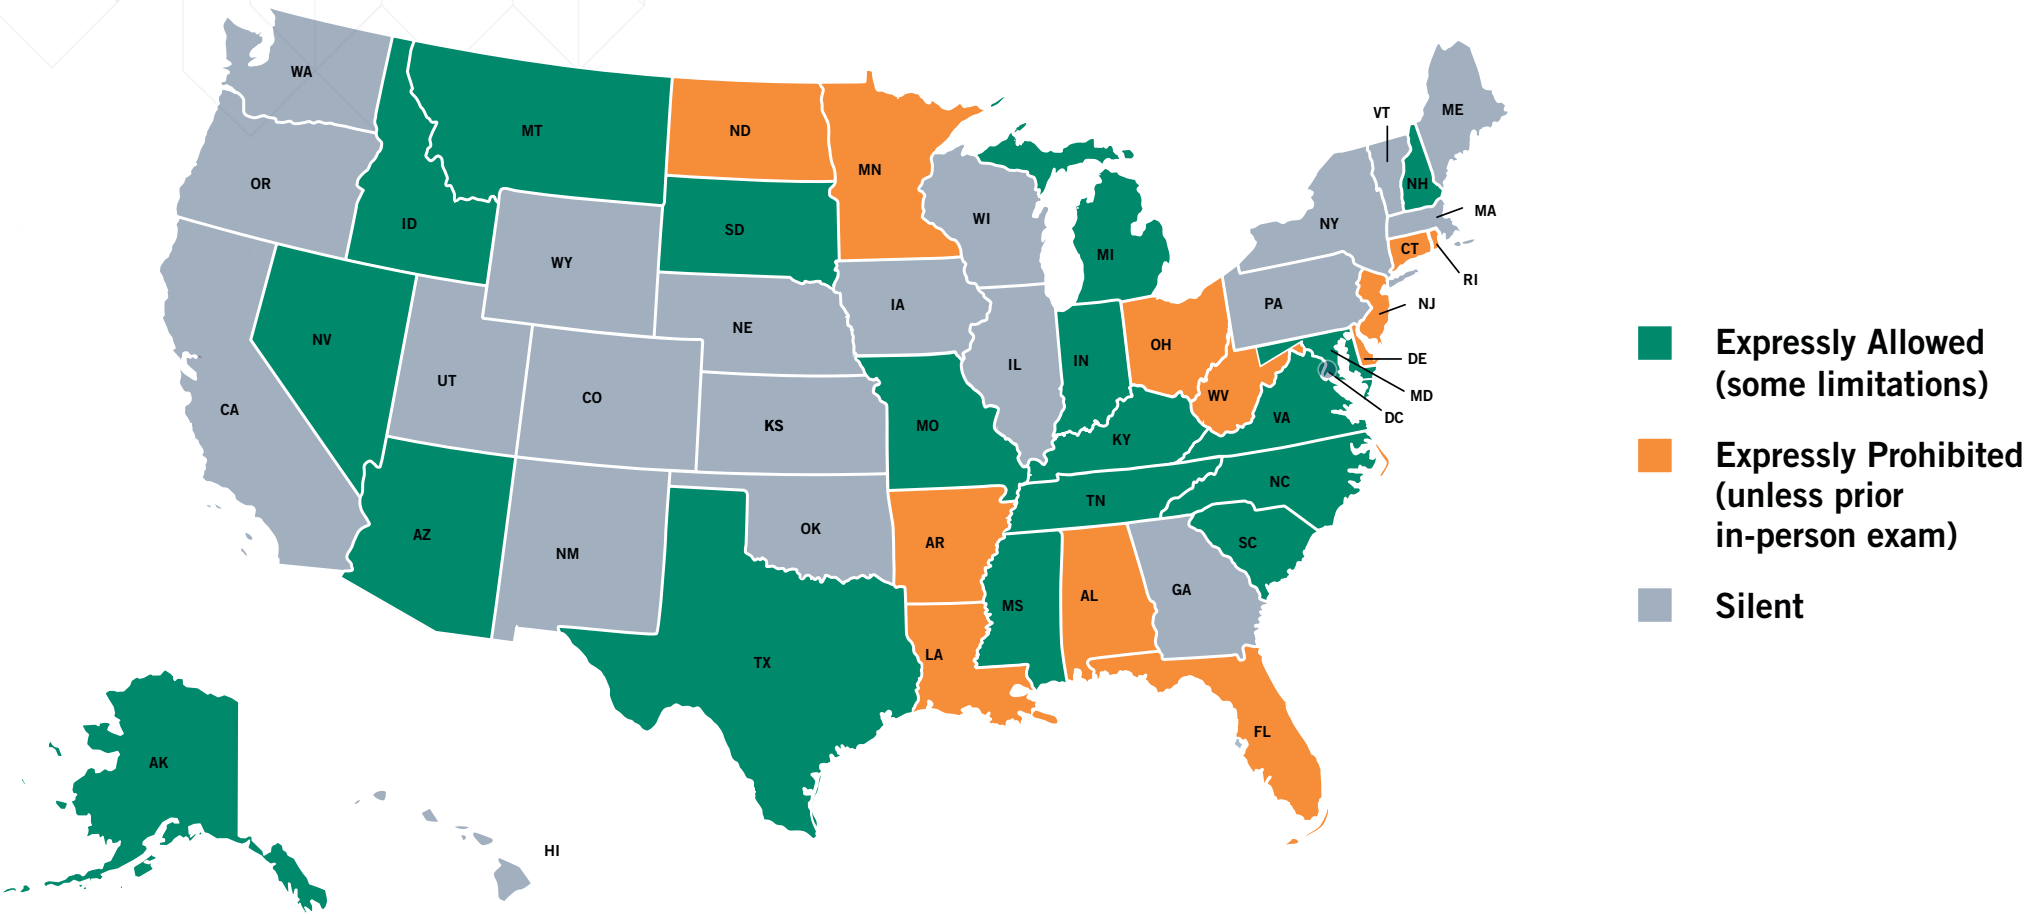 WA
OR
CA
NV
ID
MT
WY
UT
AZ
CO
NM
ND
SD
NE
KS
OK
TX
MN
IA
MO
AR
LA
WI
IL
MI
IN
OH
KY
TN
MS
AL
GA
FL
SC
NC
VA
WV
PA
NY
VT
NH
ME
MA
CT
RI
NJ
DE
MD
DC
AK
HI
Expressly Allowed
(some limitations)
Expressly Prohibited
(unless prior
in-person exam)
Silent